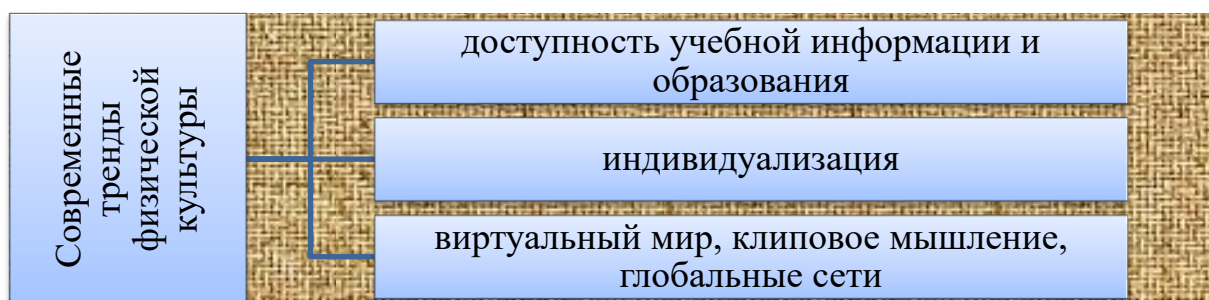 Современные
тренды
физической
культуры
доступность учебной информации и
образования
индивидуализация
виртуальный мир, клиповое мышление,
глобальные сети